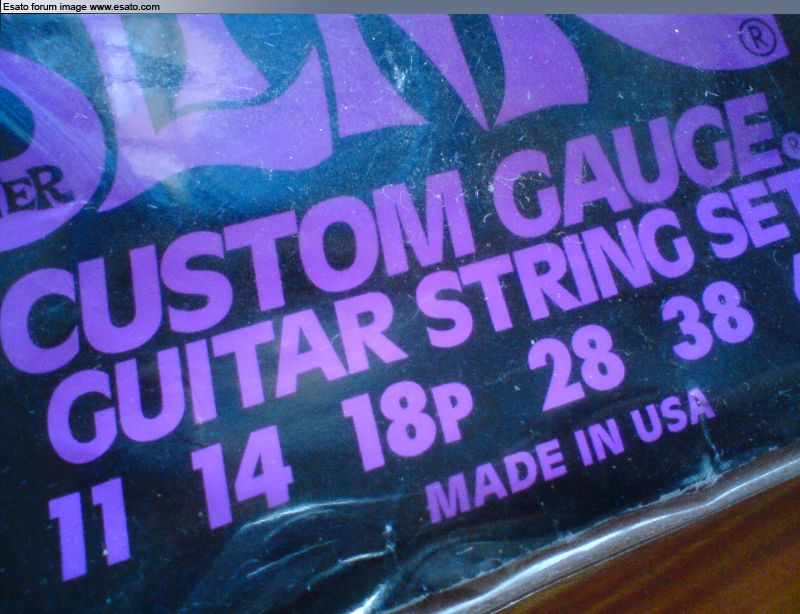 Esato forum image www.esato.com
®
CUSTOM GAUGE®
GUITAR STRING SET
11 14 18p 28 38
MADE IN USA